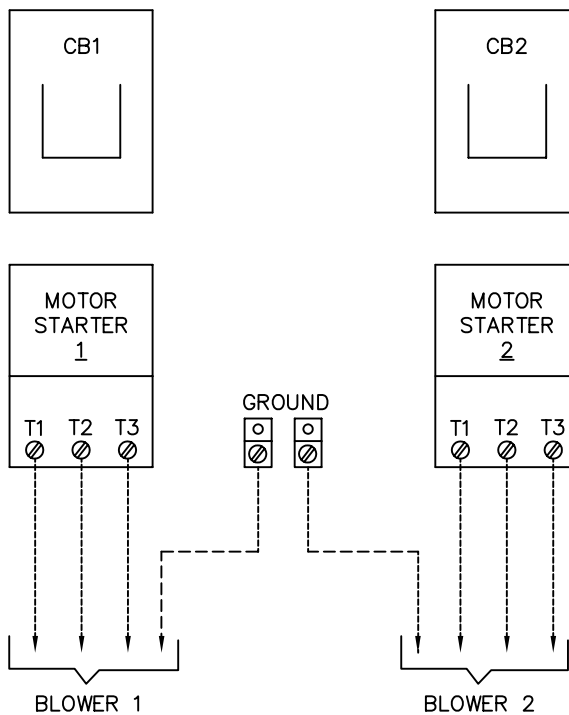 CB1
CB2
MOTOR
STARTER
1
MOTOR
STARTER
2
GROUND
T1 T2 T3
T1 T2 T3
BLOWER 1
BLOWER 2